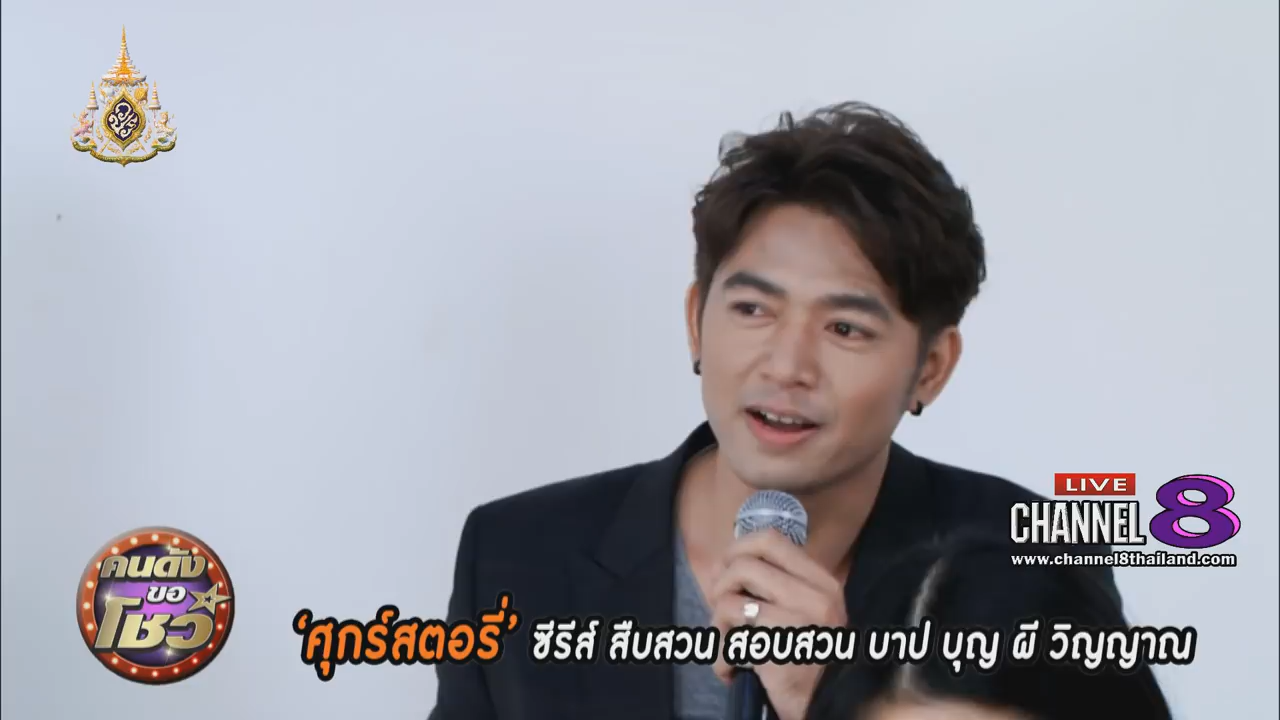 LIVE
CHANNEL 8
www.channel8thailand.com
คนดัง
ขอ
โชว์
‘ศุกร์สตอรี่’ ซีรีส์ สืบสวน สอบสวน บาป บุญ ผี วิญญาณ